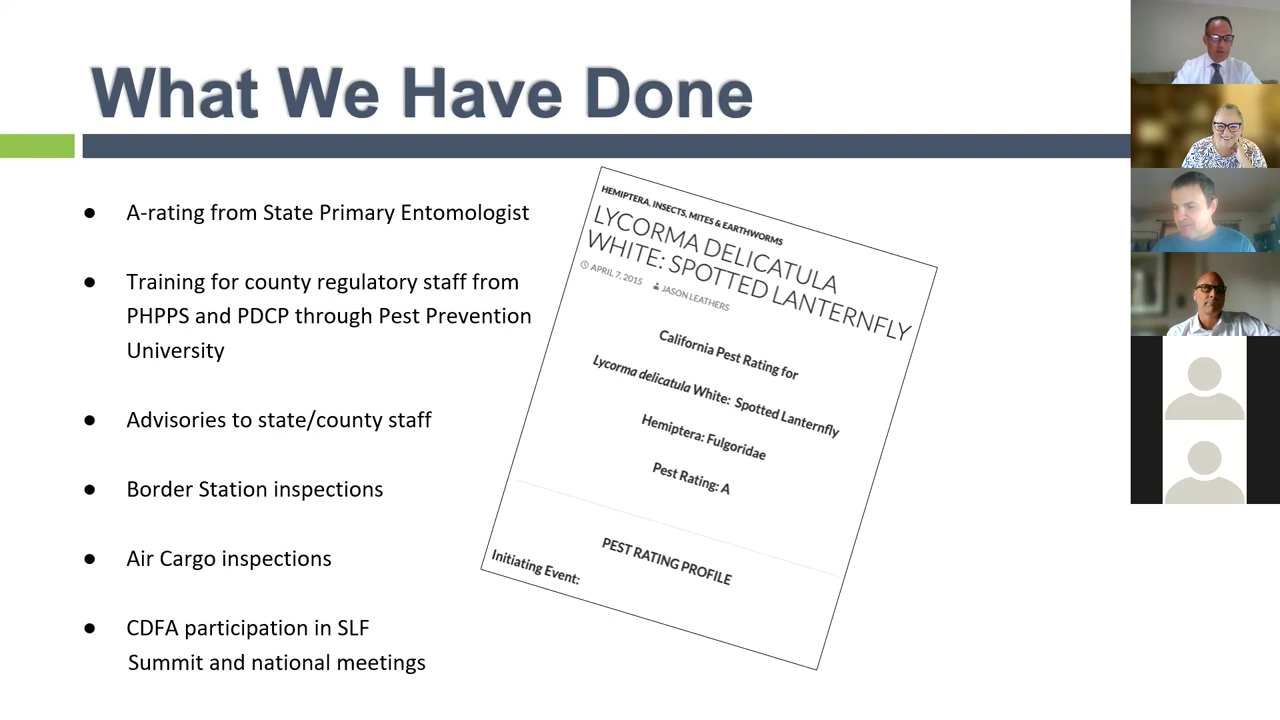 What We Have Done
● A-rating from State Primary Entomologist
● Training for county regulatory staff from
PHPPS and PDCP through Pest Prevention
University
● Advisories to state/county staff
● Border Station inspections
● Air Cargo inspections
● CDFA participation in SLF
Summit and national meetings
HEMIPTERA, INSECTS, MITES & EARTHWORMS
LYCORMA DELICATULA
WHITE: SPOTTED LANTERNFLY
APRIL 7, 2015 JASON LEATHERS
California Pest Rating for
Lycorma delicatula White: Spotted Lanternfly
Hemiptera: Fulgoridae
Pest Rating: A
PEST RATING PROFILE
Initiating Event: